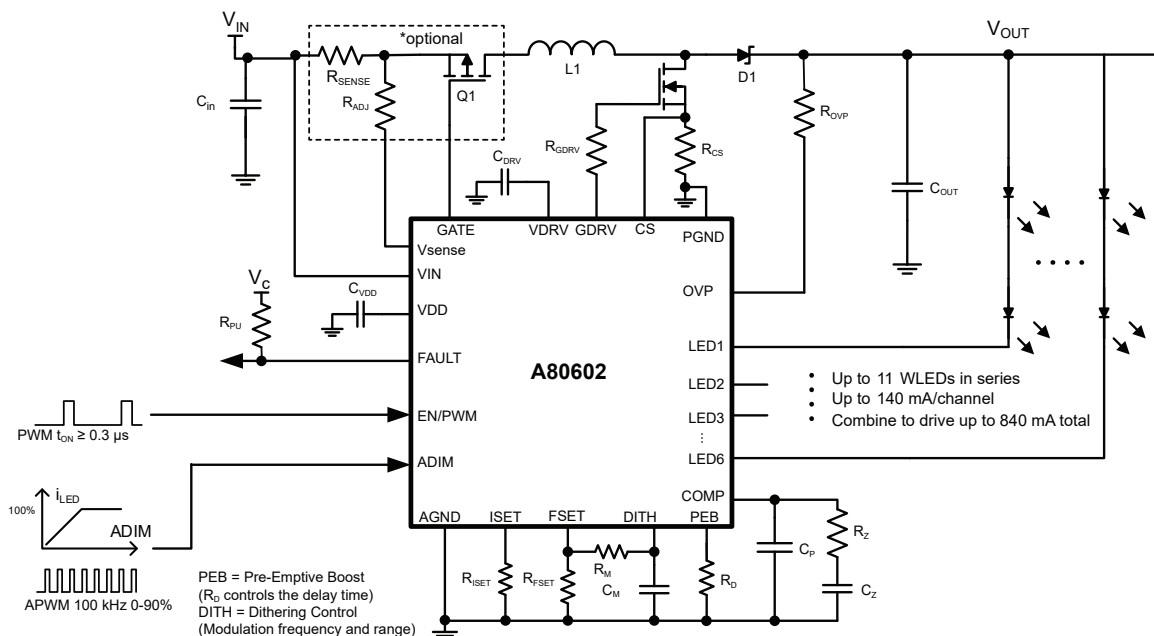 VIN
*optional
VOUT
RSENSE
L1
D1
Cin
RADJ
Q1
ROVP
RGDRV
RCS
CDRV
COUT
GATE
VDRV
GDRV
CS
PGND
Vsense
VIN
VC
CVDD
VDD
OVP
RPU
FAULT
LED1
A80602
LED2
LED3
LED6
• Up to 11 WLEDs in series
• Up to 140 mA/channel
• Combine to drive up to 840 mA total
EN/PWM
PWM tON ≥ 0.3 µs
ADIM
COMP
iLED
100%
ADIM
AGND
ISET
FSET
DITH
PEB
RISET
RFSET
RM
CM
RD
CP
RZ
CZ
APWM 100 kHz 0-90%
PEB = Pre-Emptive Boost
(RD controls the delay time)
DITH = Dithering Control
(Modulation frequency and range)